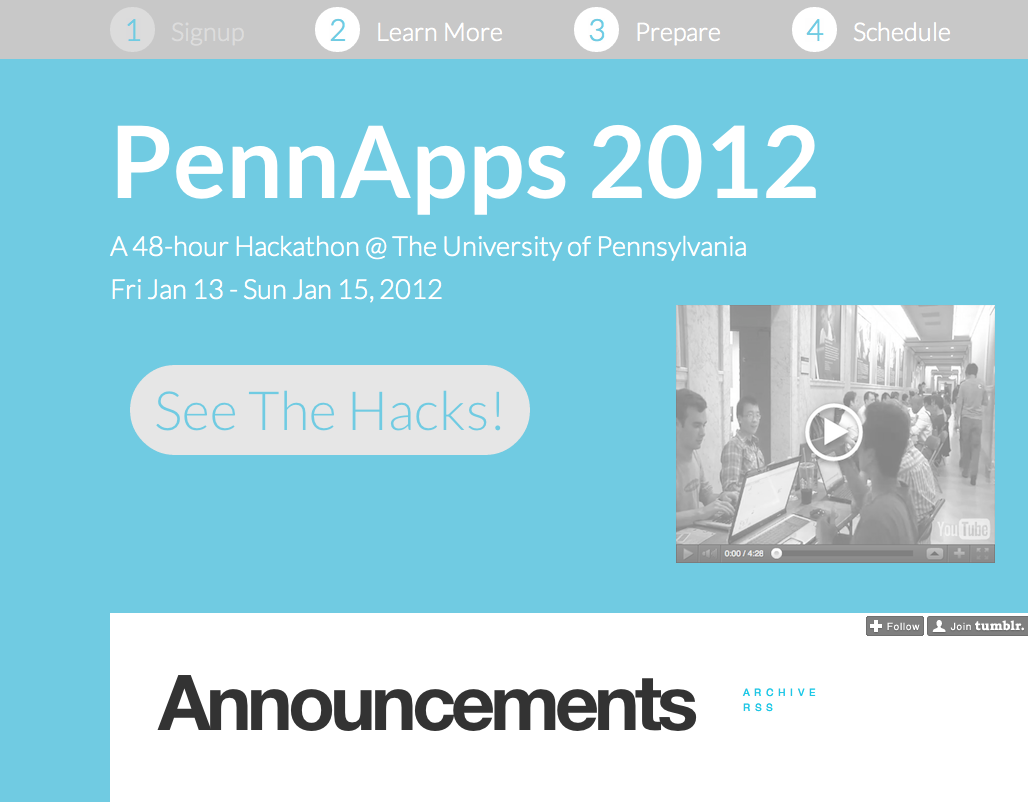 1 Signup 2 Learn More 3 Prepare 4 Schedule
PennApps 2012
A 48-hour Hackathon @ The University of Pennsylvania
Fri Jan 13 - Sun Jan 15, 2012
See The Hacks!
YouTube
0:00 / 4:26
Follow Join tumblr.
Announcements
ARCHIVE
RSS